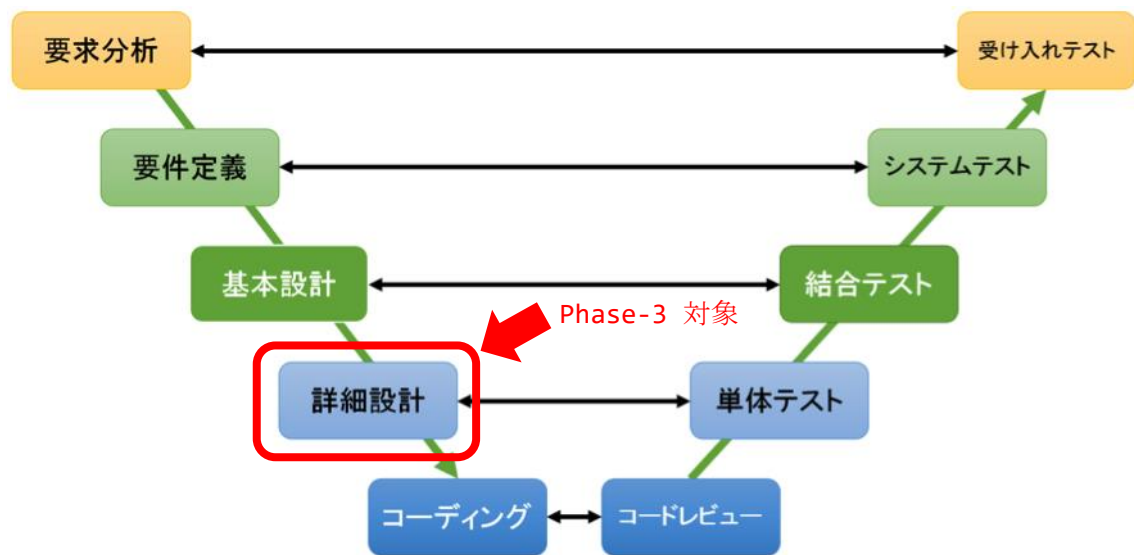 要求分析
受け入れテスト
要件定義
システムテスト
基本設計
結合テスト
Phase-3 対象
詳細設計
単体テスト
コーディング
コードレビュー